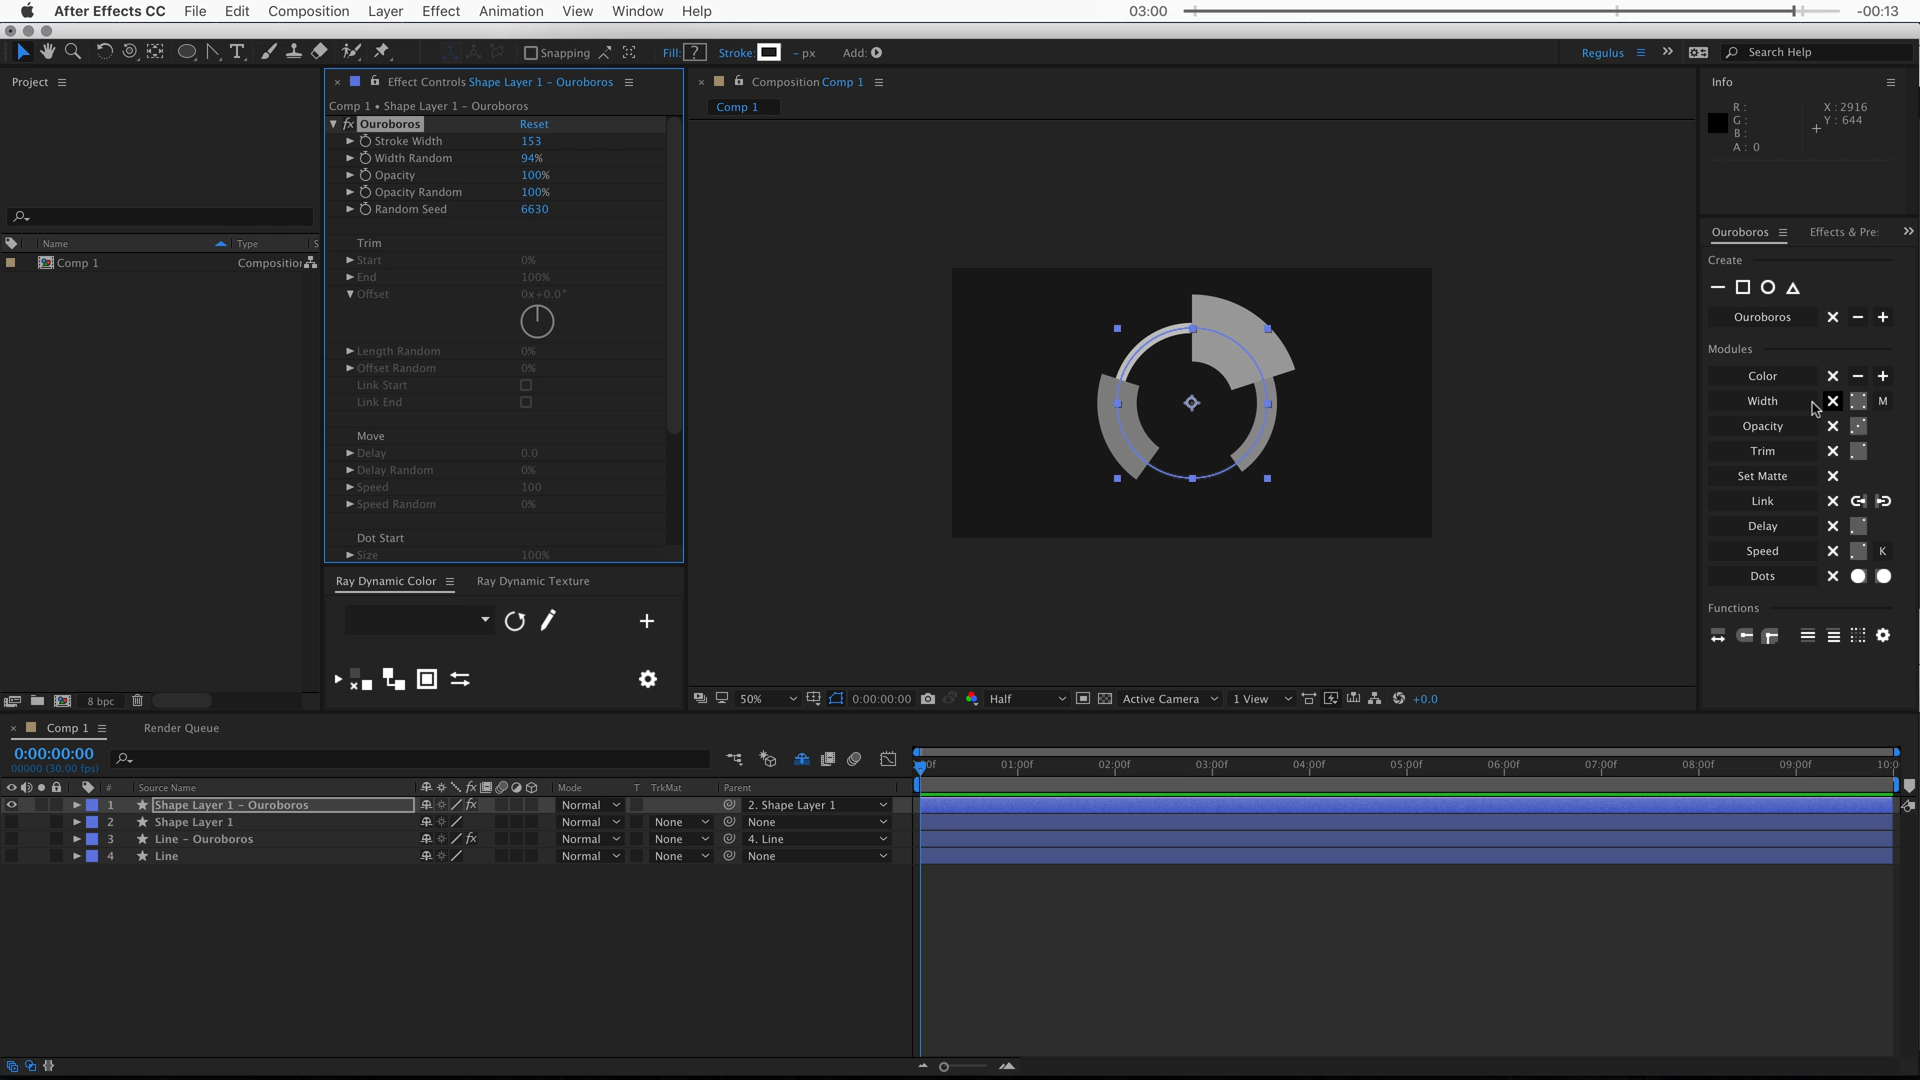 After Effects CC File Edit Composition Layer Effect Animation View Window Help 03:00 -00:13
T Snapping Fill: ? Stroke: - px Add: Regulus Search Help
Project
Name Type S
Comp 1 Composition
8 bpc
Effect Controls Shape Layer 1 - Ouroboros
Comp 1 • Shape Layer 1 - Ouroboros
fx Ouroboros Reset
Stroke Width 153
Width Random 94%
Opacity 100%
Opacity Random 100%
Random Seed 6630
Trim
Start 0%
End 100%
Offset 0x+0.0°
Length Random 0%
Offset Random 0%
Link Start
Link End
Move
Delay 0.0
Delay Random 0%
Speed 100
Speed Random 0%
Dot Start
Size 100%
Ray Dynamic Color Ray Dynamic Texture
Composition Comp 1
Comp 1
50% 0:00:00:00 Half Active Camera 1 View +0.0
Info
R: X: 2916
G: Y: 644
B:
A: 0
Ouroboros Effects & Pre
Create
Ouroboros
Modules
Color
Width M
Opacity
Trim
Set Matte
Link
Delay
Speed K
Dots
Functions
Comp 1 Render Queue
0:00:00:00
00000 (30.00 fps)
:00f 01:00f 02:00f 03:00f 04:00f 05:00f 06:00f 07:00f 08:00f 09:00f 10:0
# Source Name fx Mode T TrkMat Parent
1 Shape Layer 1 - Ouroboros fx Normal 2. Shape Layer 1
2 Shape Layer 1 Normal None None
3 Line - Ouroboros fx Normal None 4. Line
4 Line Normal None None